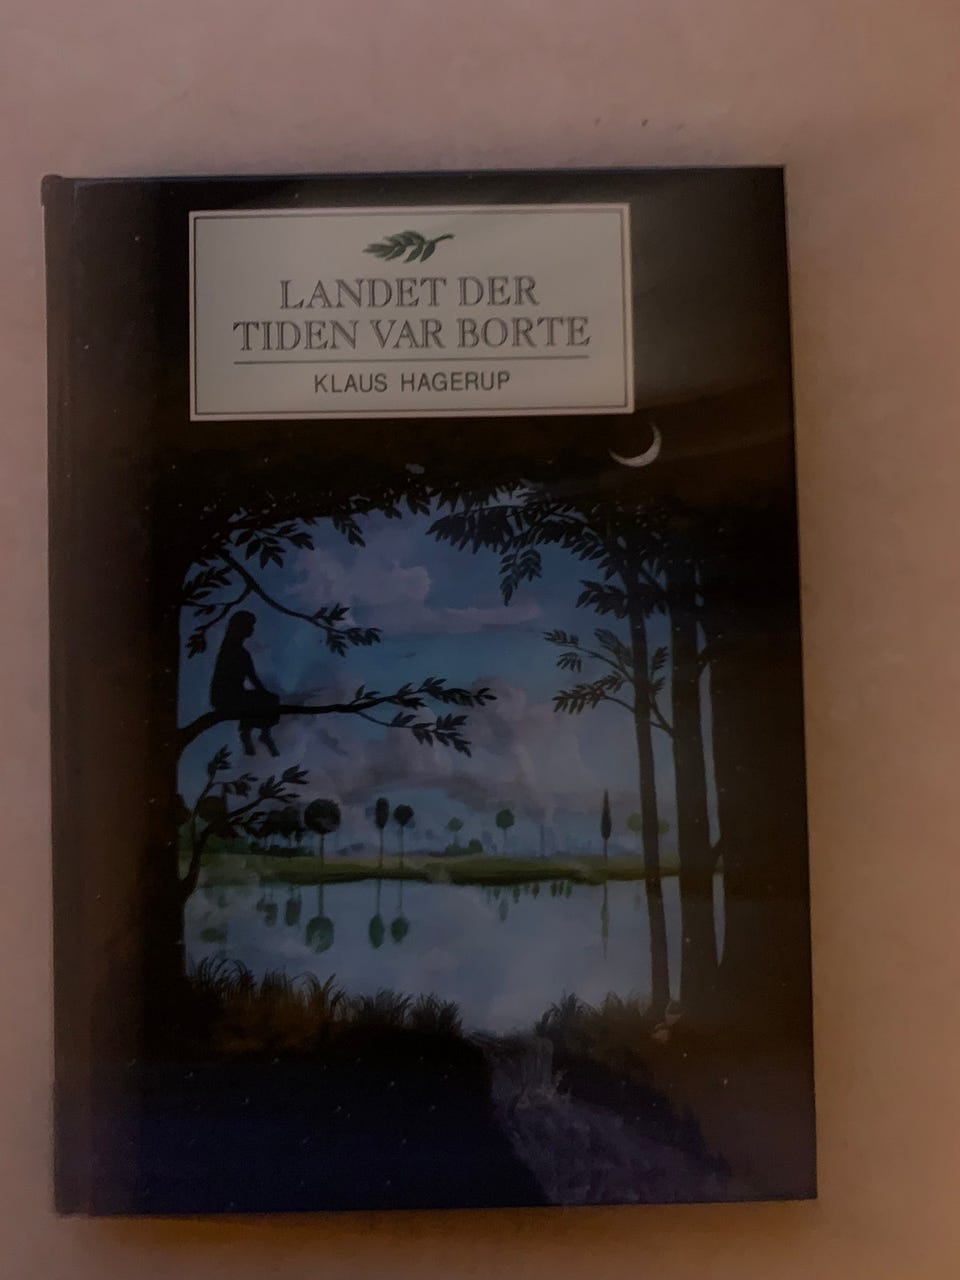 LANDET DER
TIDEN VAR BORTE
KLAUS HAGERUP